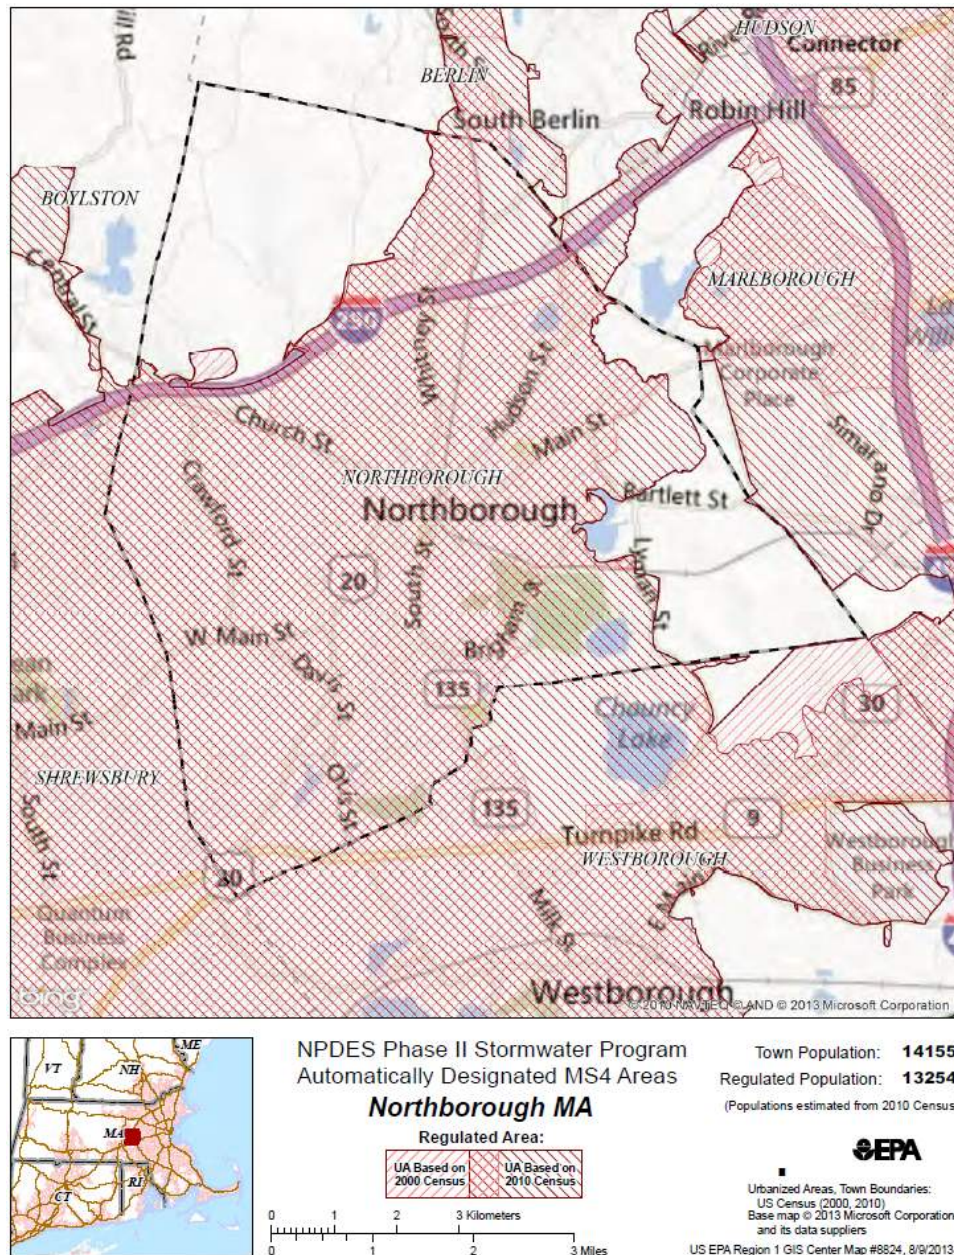 HUDSON
Connector
BERLIN
85
South Berlin
Robin Hill
BOYLSTON
Central St
MARLBOROUGH
290
Whitney St
Hudson St
Marlborough
Corporate
Place
Church St
Main St
Simarano Dr
NORTHBOROUGH
Crawford St
Northborough
Bartlett St
20
South St
Lyman St
W Main St
Brigham St
Davis St
135
30
Main St
Chauncy
Lake
SHREWSBURY
Otis St
135
9
South St
Turnpike Rd
WESTBOROUGH
Westborough
Business
Park
30
E Main
Milk St
Quantum
Business
Complex
bing
Westborough
© 2010 NAVTEQ © AND © 2013 Microsoft Corporation
ME
VT
NH
MA
CT
RI
NPDES Phase II Stormwater Program
Automatically Designated MS4 Areas
Northborough MA
Regulated Area:
UA Based on
2000 Census
UA Based on
2010 Census
0 1 2 3 Kilometers
0 1 2 3 Miles
Town Population: 14155
Regulated Population: 13254
(Populations estimated from 2010 Census
EPA
Urbanized Areas, Town Boundaries:
US Census (2000, 2010)
Base map © 2013 Microsoft Corporation
and its data suppliers
US EPA Region 1 GIS Center Map #8824, 8/9/2013